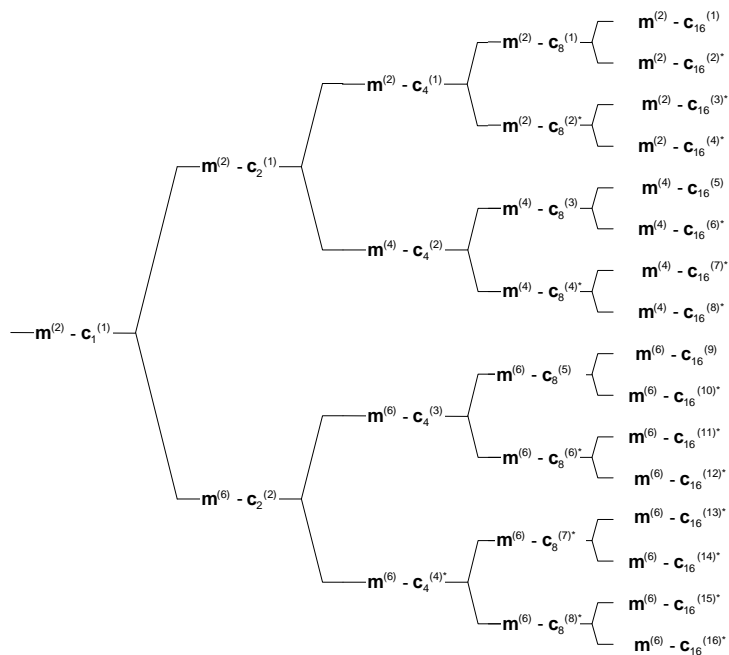 m(2) - c1(1)
m(2) - c2(1)
m(6) - c2(2)
m(2) - c4(1)
m(4) - c4(2)
m(6) - c4(3)
m(6) - c4(4)*
m(2) - c8(1)
m(2) - c8(2)*
m(4) - c8(3)
m(4) - c8(4)*
m(6) - c8(5)
m(6) - c8(6)*
m(6) - c8(7)*
m(6) - c8(8)*
m(2) - c16(1)
m(2) - c16(2)*
m(2) - c16(3)*
m(2) - c16(4)*
m(4) - c16(5)
m(4) - c16(6)*
m(4) - c16(7)*
m(4) - c16(8)*
m(6) - c16(9)
m(6) - c16(10)*
m(6) - c16(11)*
m(6) - c16(12)*
m(6) - c16(13)*
m(6) - c16(14)*
m(6) - c16(15)*
m(6) - c16(16)*